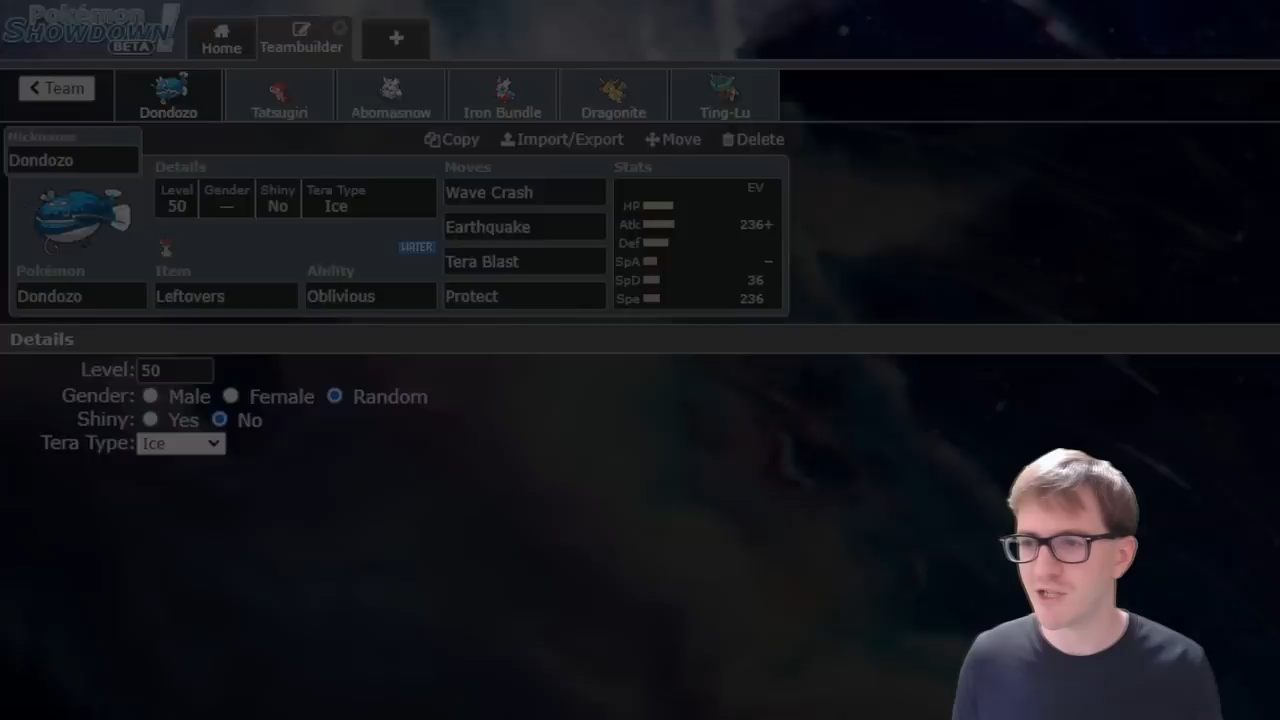 Pokémon
SHOWDOWN!
BETA
Home
Teambuilder
+
Team
Dondozo
Tatsugiri
Abomasnow
Iron Bundle
Dragonite
Ting-Lu
Copy
Import/Export
Move
Delete
Nickname
Dondozo
Details
Level
50
Gender
—
Shiny
No
Tera Type
Ice
WATER
Pokémon
Dondozo
Item
Leftovers
Ability
Oblivious
Moves
Wave Crash
Earthquake
Tera Blast
Protect
Stats
EV
HP
Atk 236+
Def
SpA –
SpD 36
Spe 236
Details
Level: 50
Gender: Male Female Random
Shiny: Yes No
Tera Type: Ice